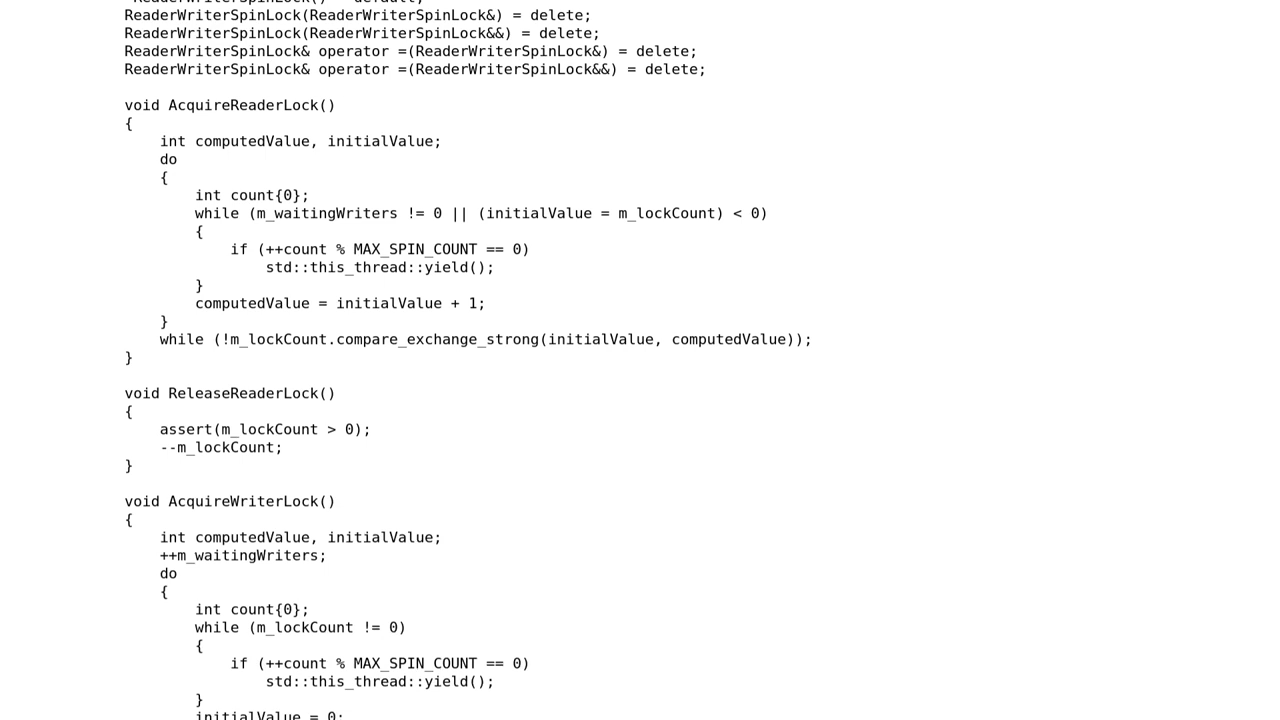 ReaderWriterSpinLock(ReaderWriterSpinLock&) = delete;
ReaderWriterSpinLock(ReaderWriterSpinLock&&) = delete;
ReaderWriterSpinLock& operator =(ReaderWriterSpinLock&) = delete;
ReaderWriterSpinLock& operator =(ReaderWriterSpinLock&&) = delete;
void AcquireReaderLock()
{
int computedValue, initialValue;
do
{
int count{0};
while (m_waitingWriters != 0 || (initialValue = m_lockCount) < 0)
{
if (++count % MAX_SPIN_COUNT == 0)
std::this_thread::yield();
}
computedValue = initialValue + 1;
}
while (!m_lockCount.compare_exchange_strong(initialValue, computedValue));
}
void ReleaseReaderLock()
{
assert(m_lockCount > 0);
--m_lockCount;
}
void AcquireWriterLock()
{
int computedValue, initialValue;
++m_waitingWriters;
do
{
int count{0};
while (m_lockCount != 0)
{
if (++count % MAX_SPIN_COUNT == 0)
std::this_thread::yield();
}
initialValue = 0;